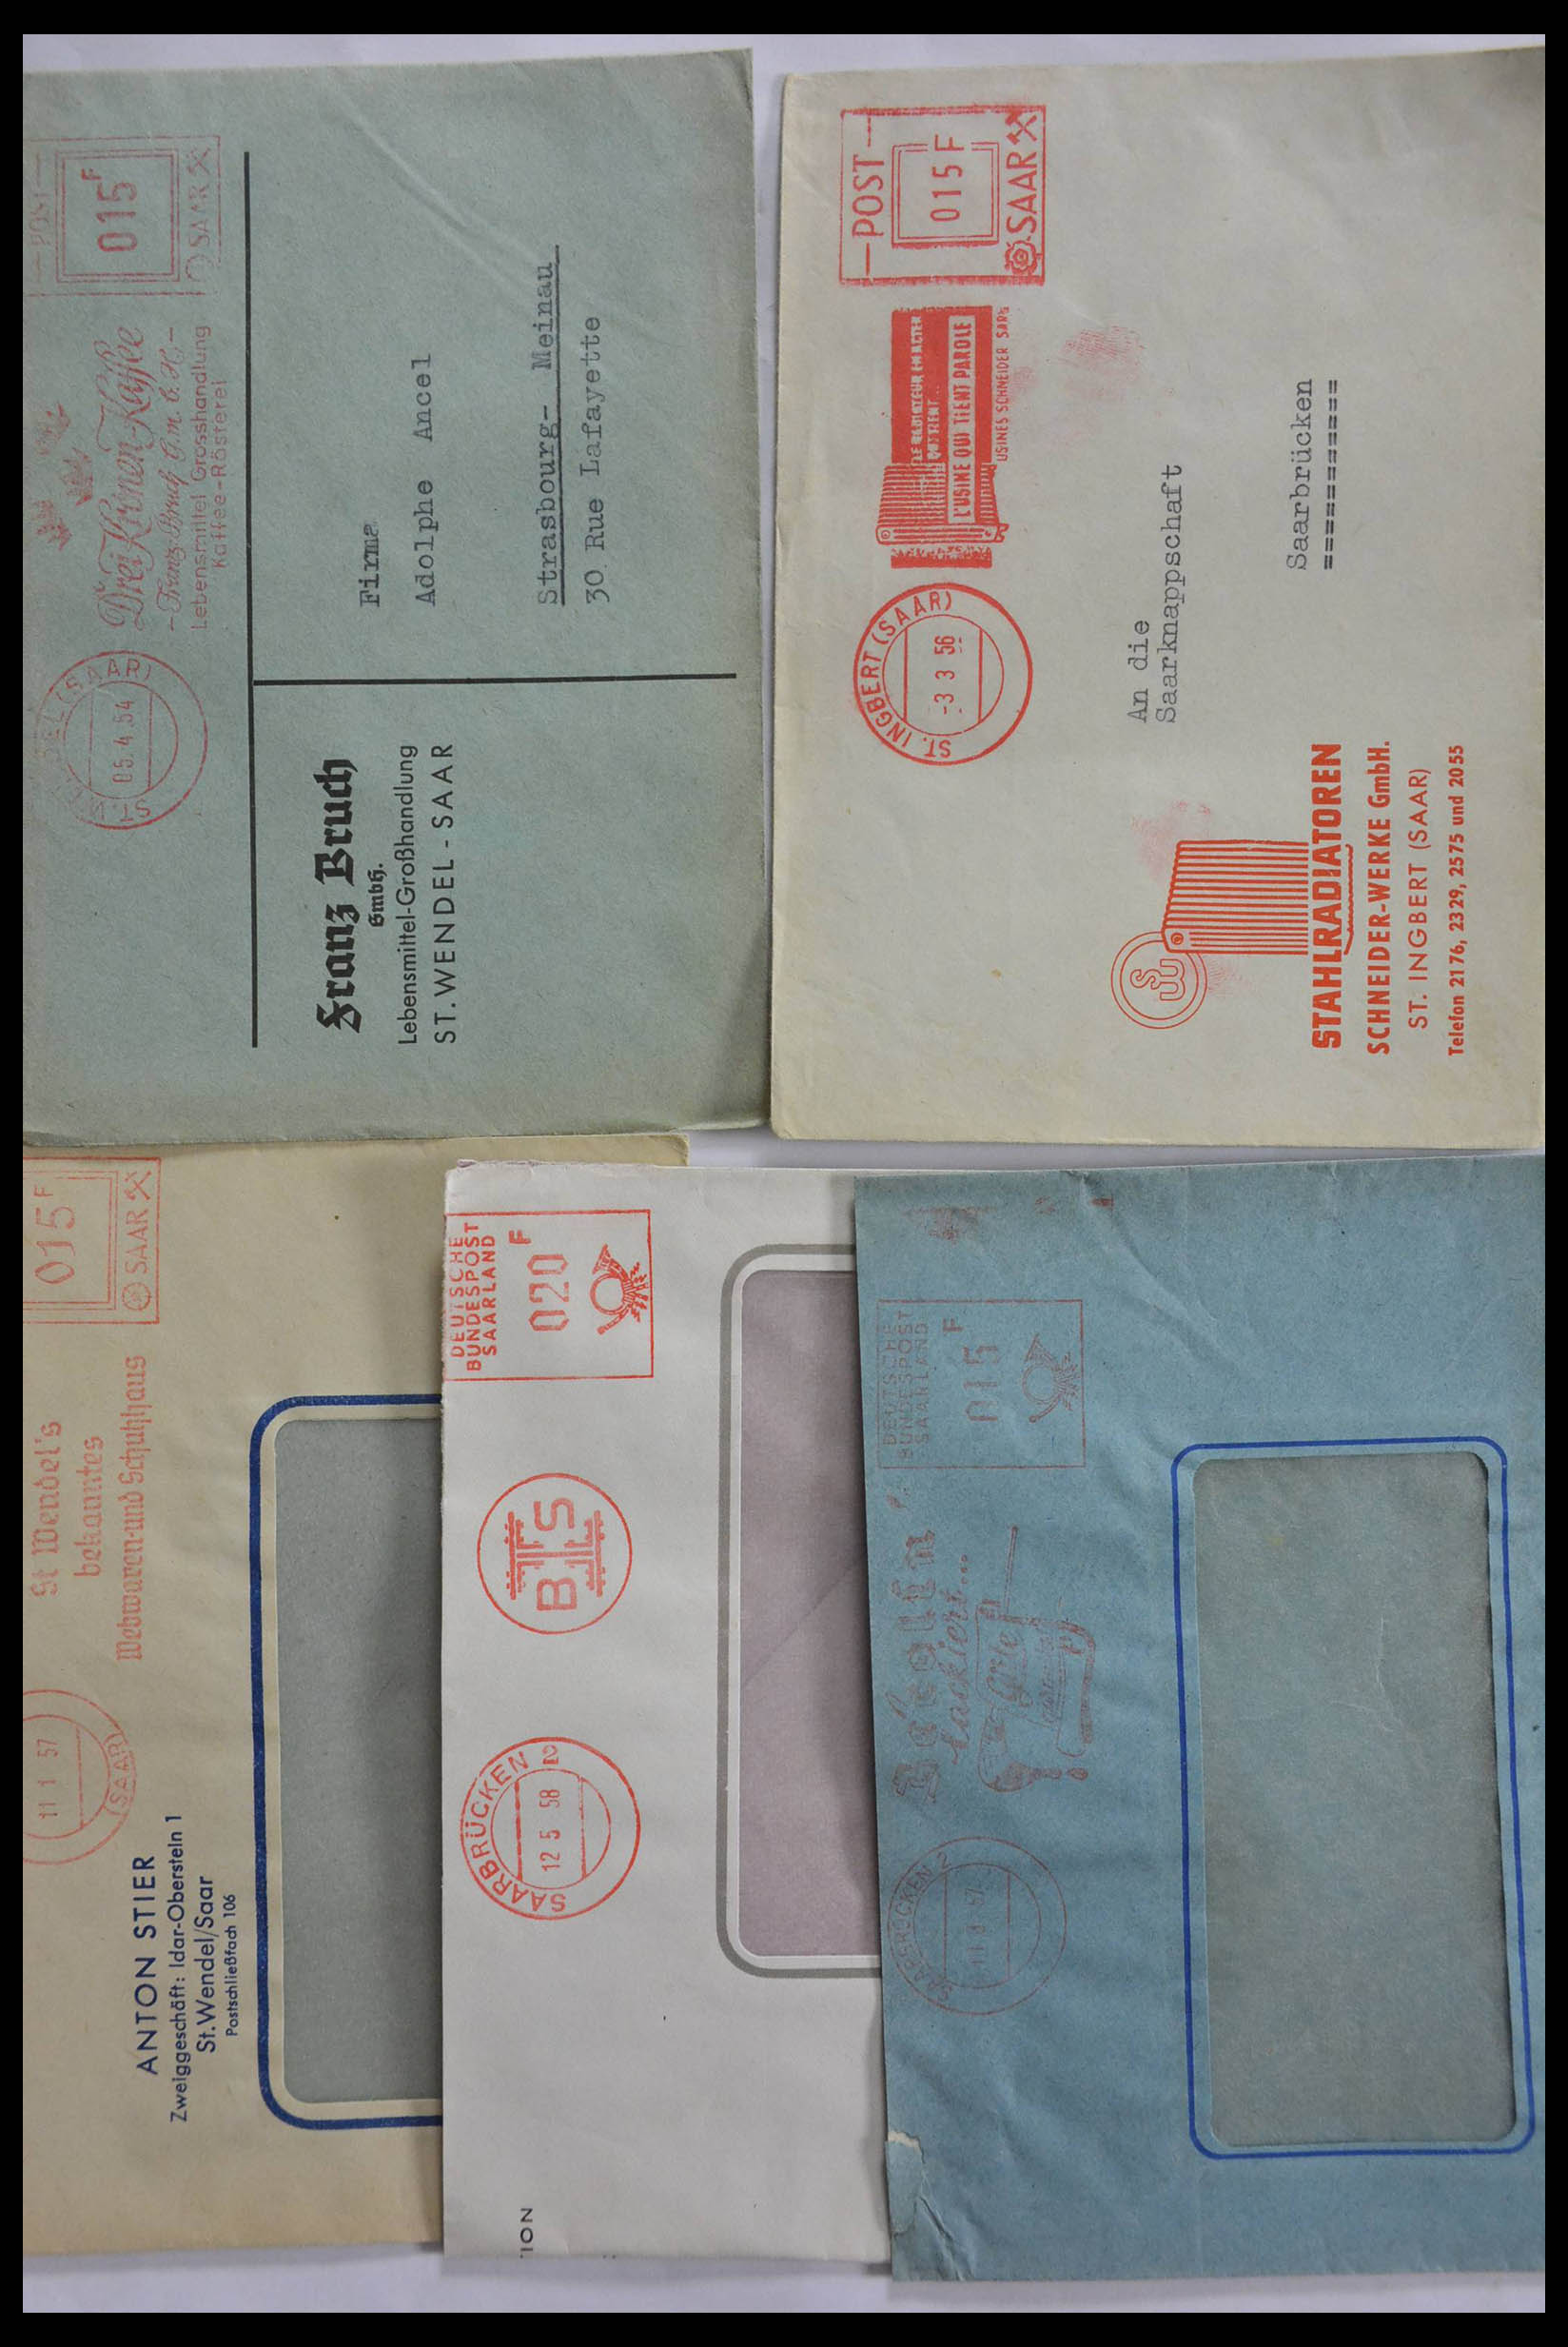 POST
015 F
SAAR
Drei Kronen-Kaffee
- Franz Bruch G.m.b.H. -
Lebensmittel Grosshandlung
Kaffee-Rösterei
(SAAR)
05.4.54
Franz Bruch
GmbH.
Lebensmittel-Großhandlung
ST. WENDEL - SAAR
Firma
Adolphe Ancel
Strasbourg- Meinau
30. Rue Lafayette
POST
015 F
SAAR
L'USINE QUI TIENT PAROLE
USINES SCHNEIDER SARRE
ST. INGBERT (SAAR)
-3 3 56
An die
Saarknappschaft
Saarbrücken
===========
SW
STAHLRADIATOREN
SCHNEIDER-WERKE GmbH.
ST. INGBERT (SAAR)
Telefon 2176, 2329, 2575 und 2055
015 F
SAAR
St Wendel's
bekanntes
Webwaren-und Schuhhaus
11 1 57
(SAAR)
ANTON STIER
Zweiggeschäft: Idar-Oberstein 1
St. Wendel/Saar
Postschließfach 106
DEUTSCHE
BUNDESPOST
SAARLAND
020 F
B S
SAARBRÜCKEN 2
12 5 58
ION
DEUTSCHE
BUNDESPOST
SAARLAND
015 F
lackiert...
SAARBRÜCKEN 2